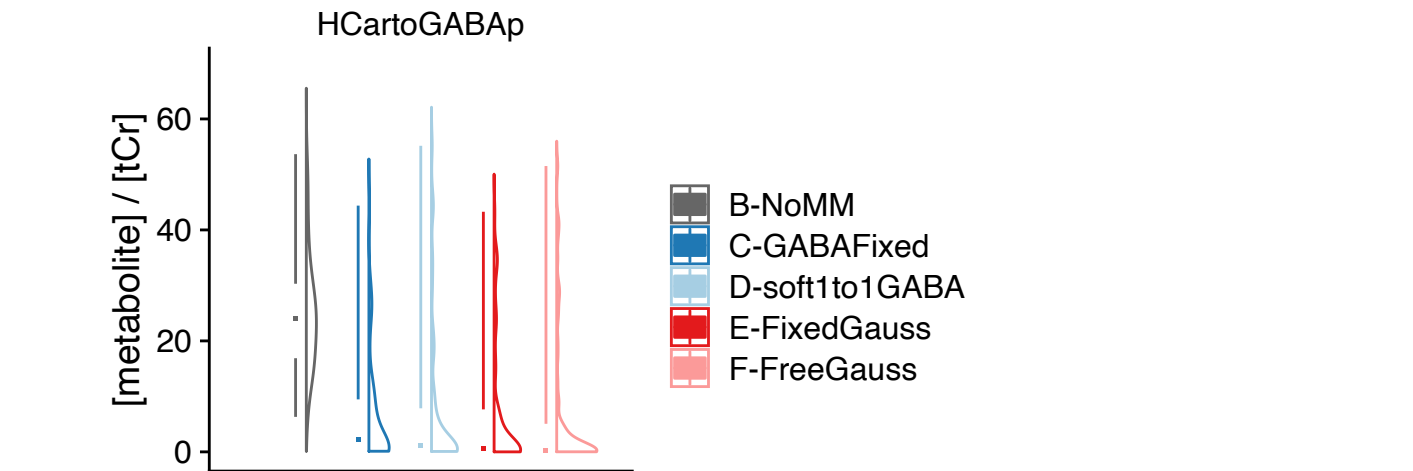 HCartoGABAp
[metabolite] / [tCr]
60
40
20
0
B-NoMM
C-GABAFixed
D-soft1to1GABA
E-FixedGauss
F-FreeGauss